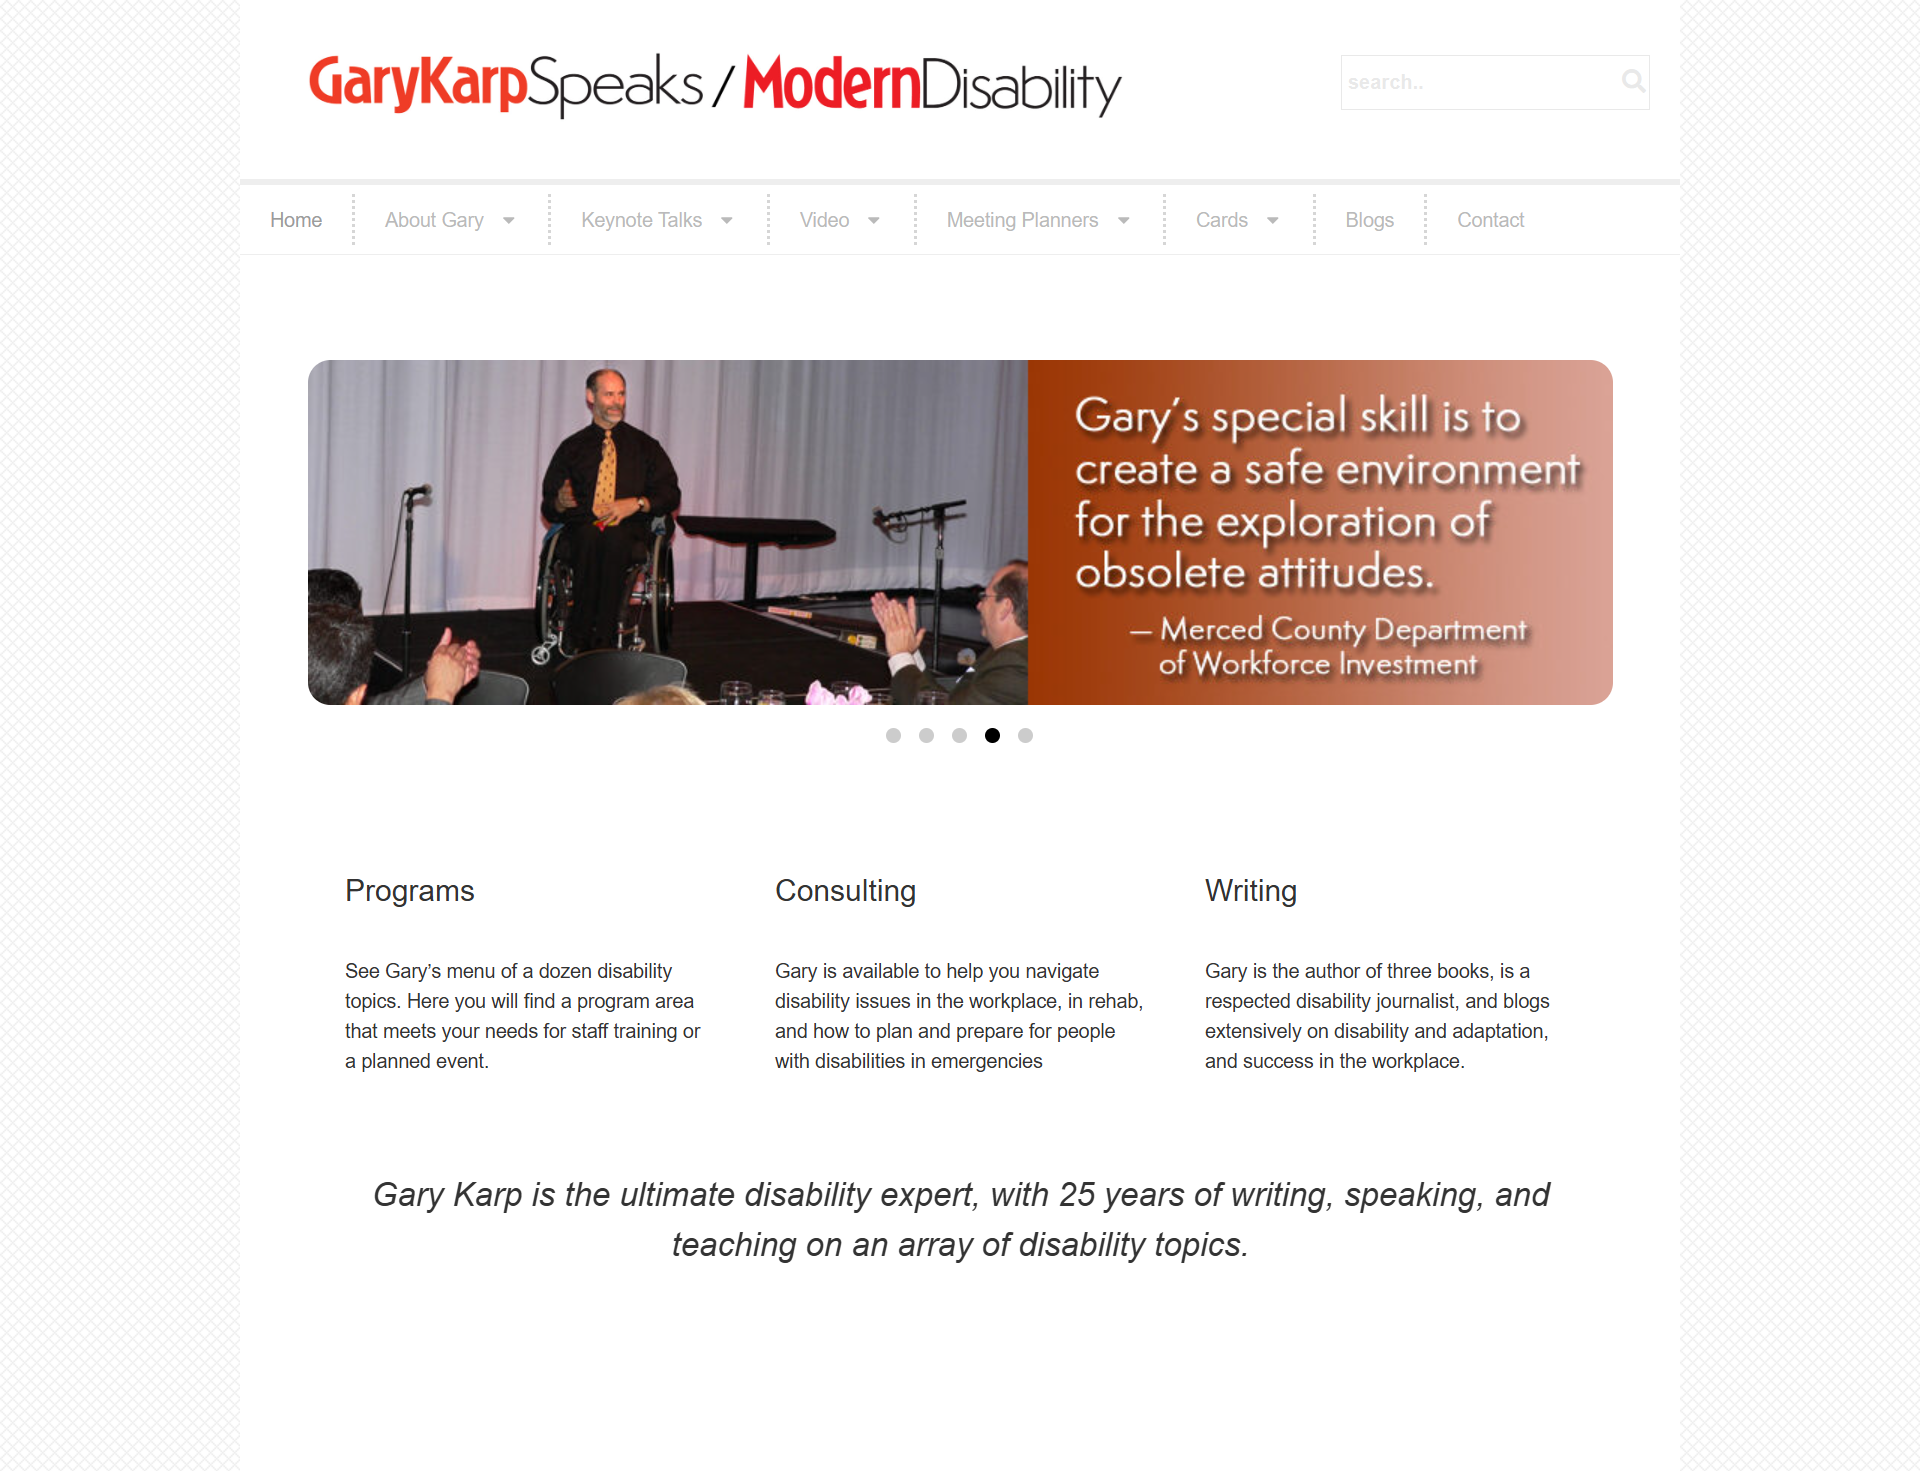 GaryKarpSpeaks / ModernDisability
search..
Home
About Gary
Keynote Talks
Video
Meeting Planners
Cards
Blogs
Contact
Gary's special skill is to
create a safe environment
for the exploration of
obsolete attitudes.
— Merced County Department
of Workforce Investment
Programs
See Gary’s menu of a dozen disability
topics. Here you will find a program area
that meets your needs for staff training or
a planned event.
Consulting
Gary is available to help you navigate
disability issues in the workplace, in rehab,
and how to plan and prepare for people
with disabilities in emergencies
Writing
Gary is the author of three books, is a
respected disability journalist, and blogs
extensively on disability and adaptation,
and success in the workplace.
Gary Karp is the ultimate disability expert, with 25 years of writing, speaking, and
teaching on an array of disability topics.